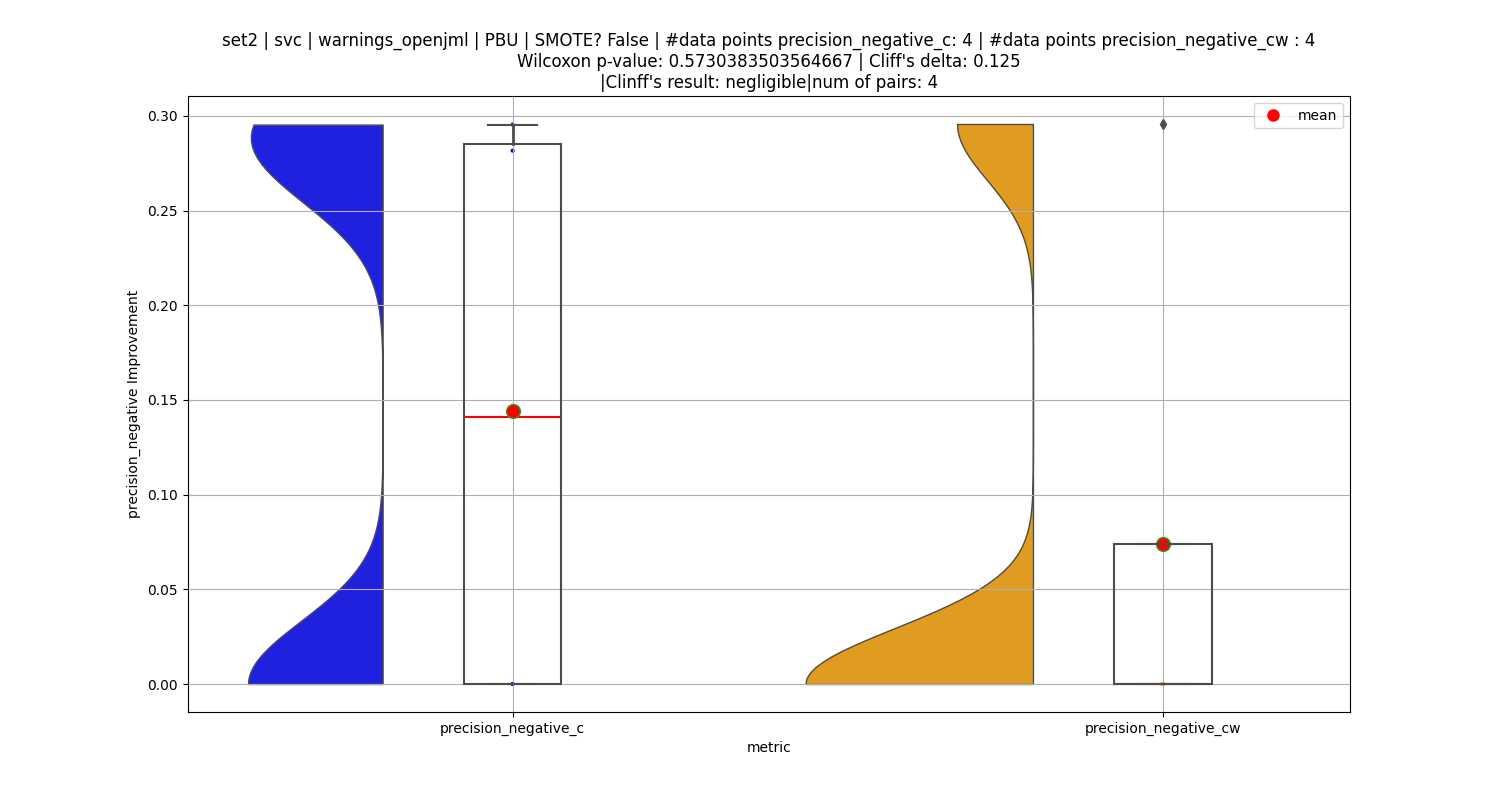 set2 | svc | warnings_openjml | PBU | SMOTE? False | #data points precision_negative_c: 4 | #data points precision_negative_cw : 4
Wilcoxon p-value: 0.5730383503564667 | Cliff's delta: 0.125
|Clinff's result: negligible|num of pairs: 4
mean
0.30
0.25
0.20
0.15
0.10
0.05
0.00
precision_negative Improvement
precision_negative_c
precision_negative_cw
metric